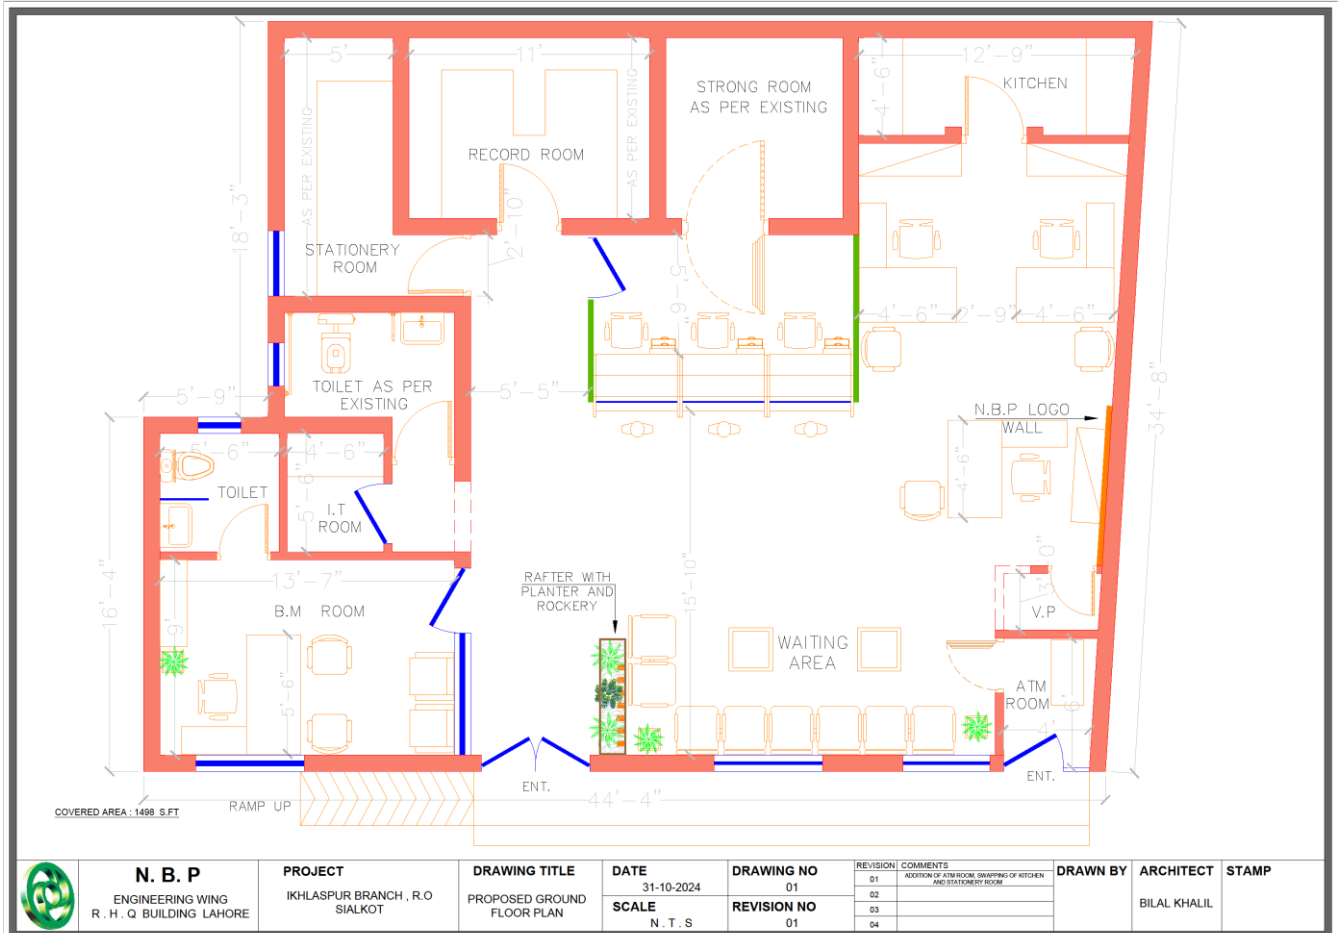 5'
11'
12'-9"
4'-6"
KITCHEN
STRONG ROOM
AS PER EXISTING
AS PER EXISTING
AS PER EXISTING
RECORD ROOM
18'-3"
2'-10"
STATIONERY
ROOM
9'-5"
4'-6"
2'-9"
4'-6"
34'-8"
TOILET AS PER
EXISTING
5'-9"
5'-5"
N.B.P LOGO
WALL
5'-6"
4'-6"
4'-6"
5'-6"
TOILET
I.T
ROOM
16'-4"
13'-7"
B.M ROOM
9'
5'-6"
RAFTER WITH
PLANTER AND
ROCKERY
15'-10"
3'-0"
V.P
WAITING
AREA
ATM
ROOM
6'
4'
ENT.
ENT.
RAMP UP
44'-4"
COVERED AREA : 1498 S.FT
N. B. P
ENGINEERING WING
R . H . Q BUILDING LAHORE
PROJECT
IKHLASPUR BRANCH , R.O
SIALKOT
DRAWING TITLE
PROPOSED GROUND
FLOOR PLAN
DATE
31-10-2024
SCALE
N . T . S
DRAWING NO
01
REVISION NO
01
REVISION COMMENTS
01 ADDITION OF ATM ROOM, SWAPPING OF KITCHEN
AND STATIONERY ROOM
02
03
04
DRAWN BY
ARCHITECT
BILAL KHALIL
STAMP